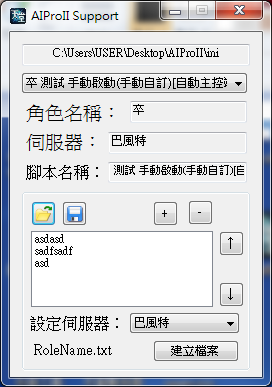 AIProII Support
C:\Users\USER\Desktop\AIProII\ini
卒 測試 手動啟動(手動自訂)[自動主控
角色名稱： 卒
伺服器： 巴風特
腳本名稱： 測試 手動啟動(手動自訂)[自
+ -
asdasd
sadfsadf
asd
↑
↓
設定伺服器： 巴風特
RoleName.txt 建立檔案